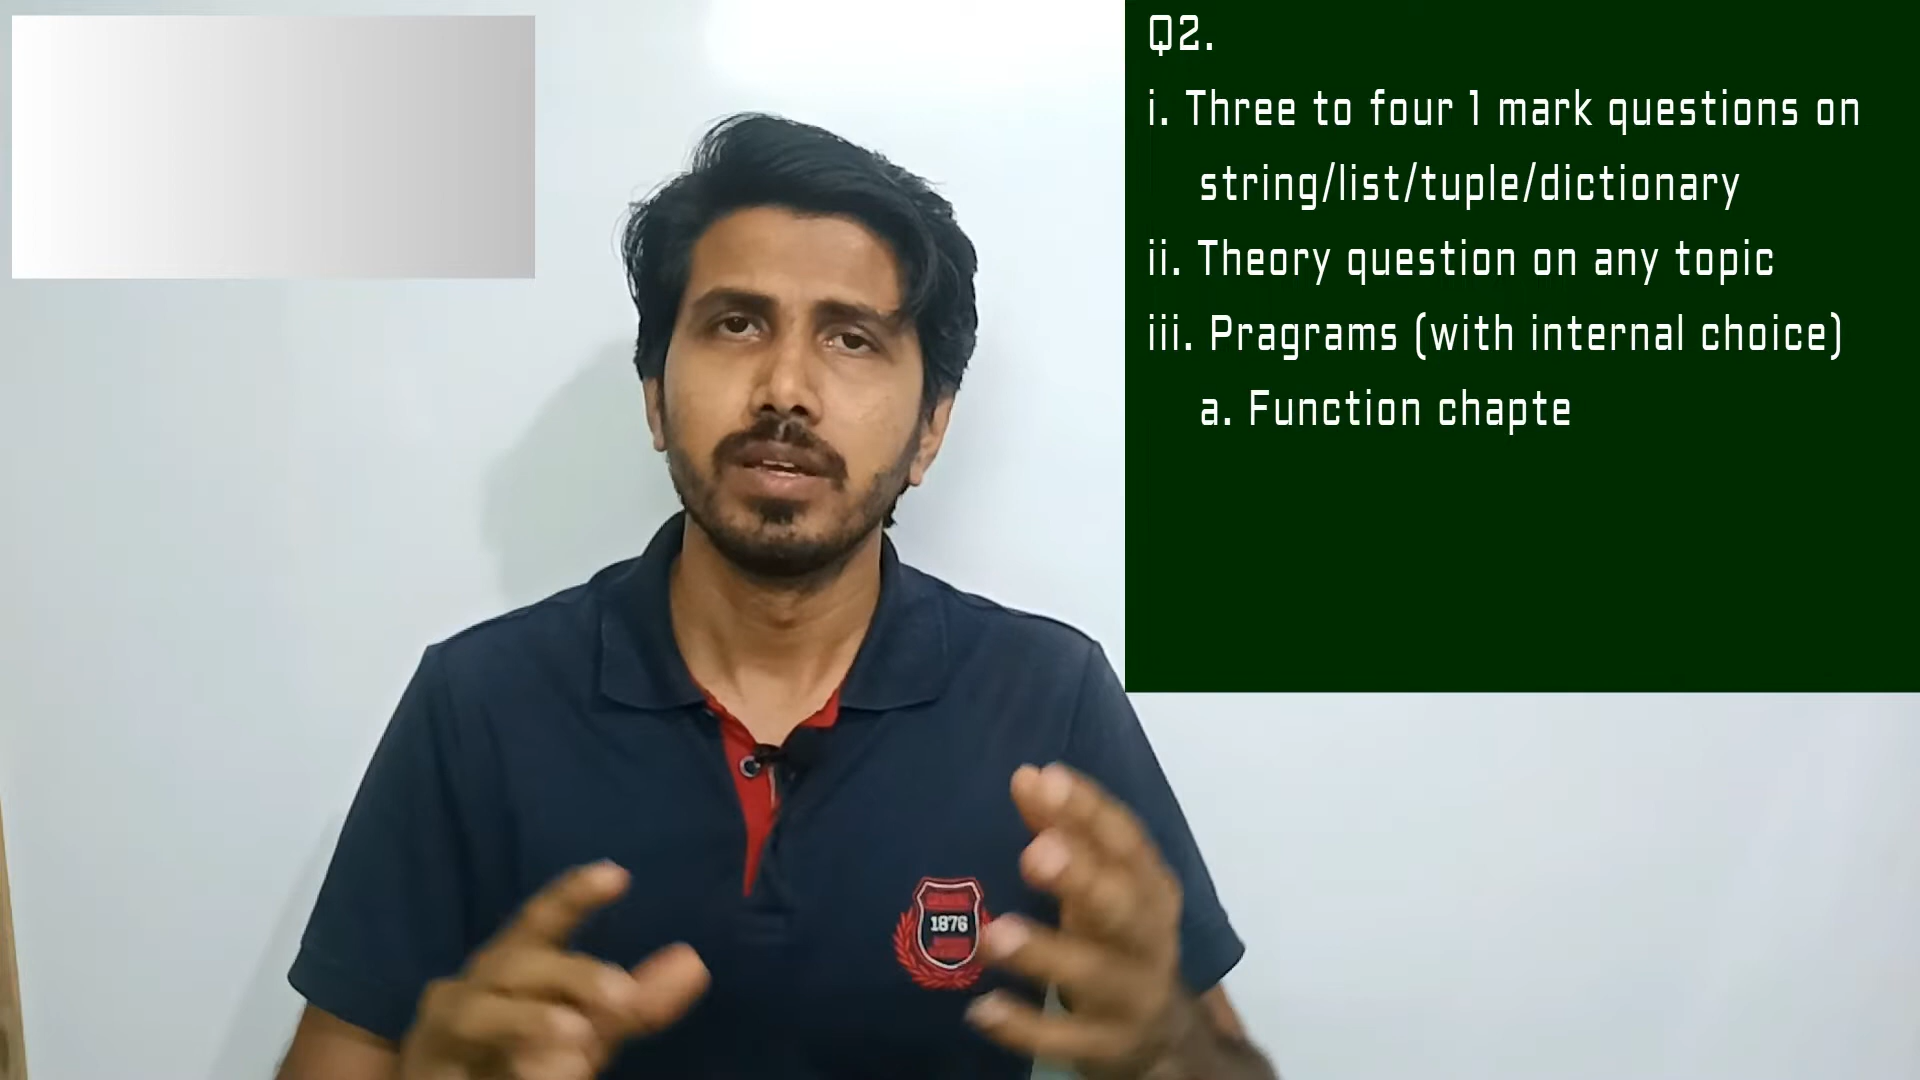 Q2.
i. Three to four 1 mark questions on
string/list/tuple/dictionary
ii. Theory question on any topic
iii. Pragrams (with internal choice)
a. Function chapte
1876